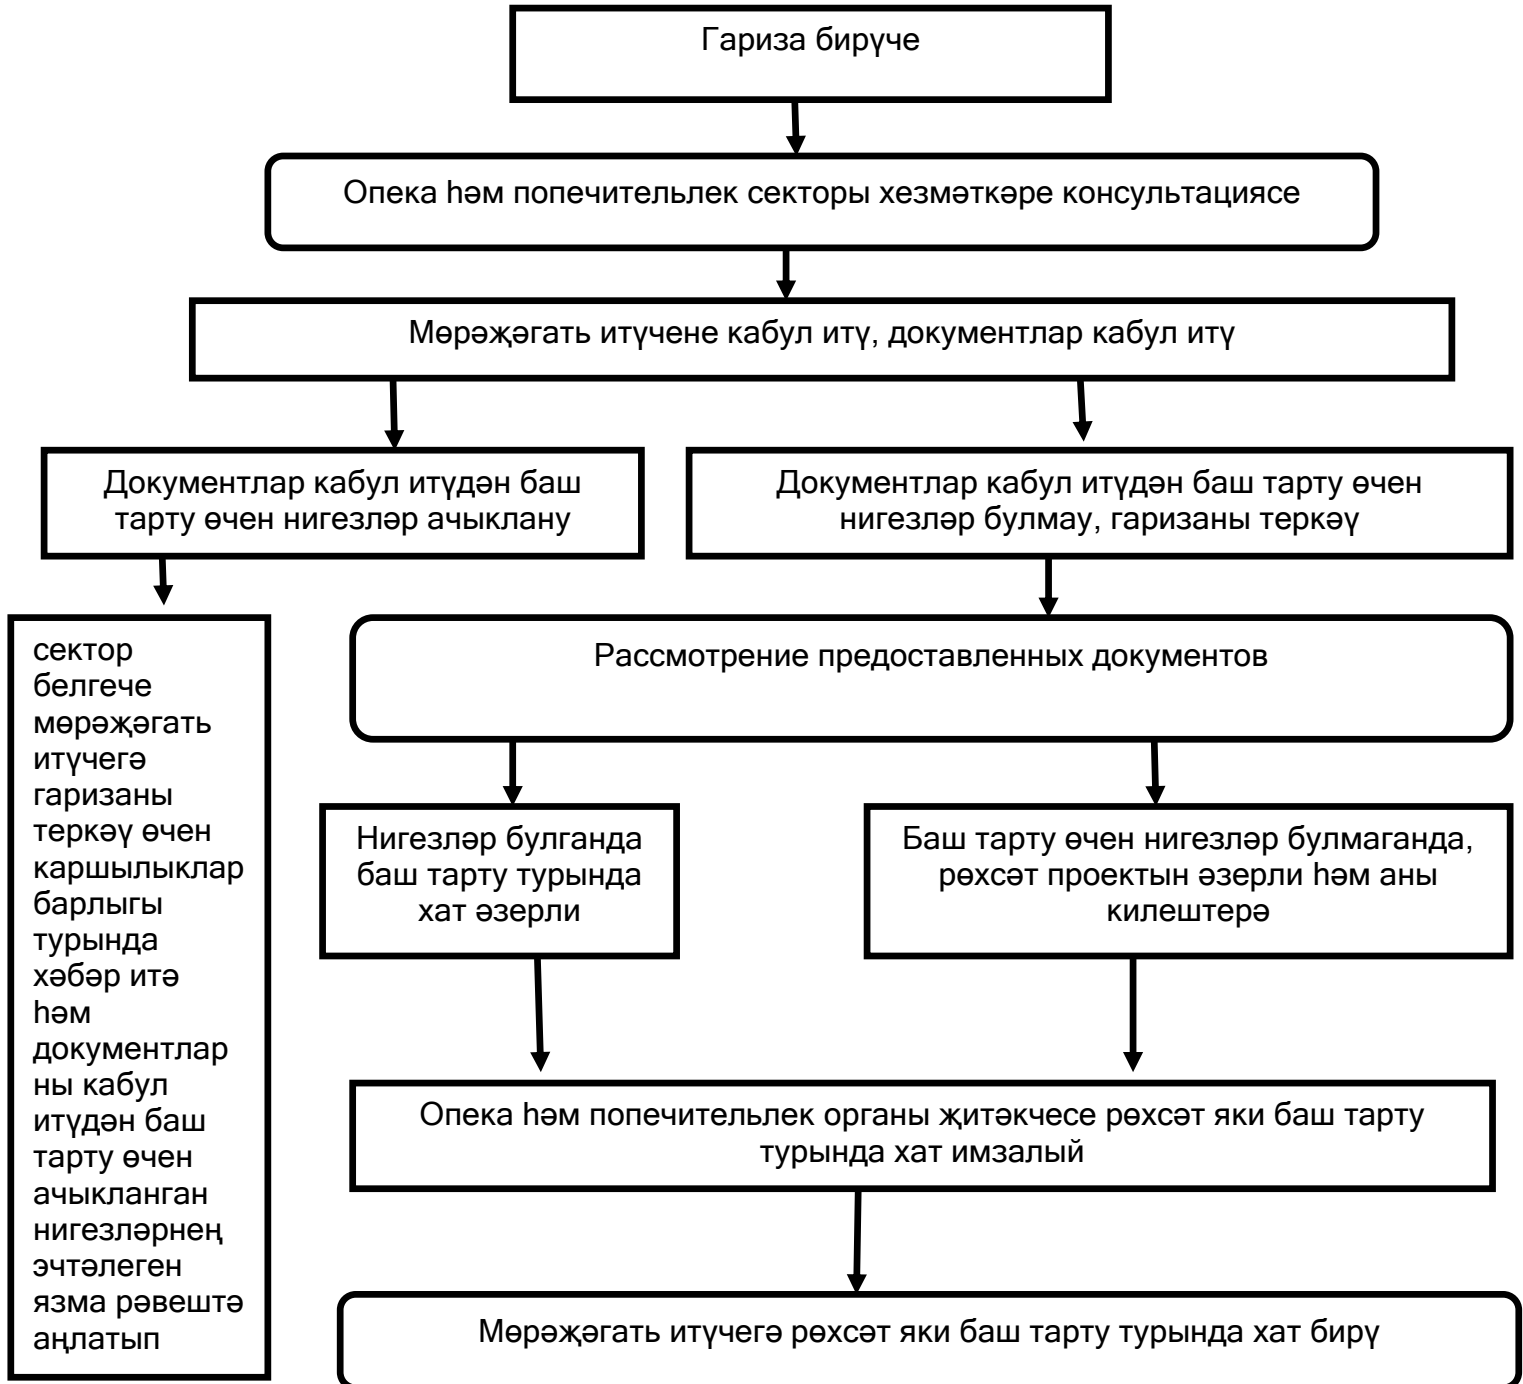 Гариза бирүче
Опека һәм попечительлек секторы хезмәткәре консультациясе
Мөрәҗәгать итүчене кабул итү, документлар кабул итү
Документлар кабул итүдән баш
тарту өчен нигезләр ачыклану
Документлар кабул итүдән баш тарту өчен
нигезләр булмау, гаризаны теркәү
сектор
белгече
мөрәҗәгать
итүчегә
гаризаны
теркәү өчен
каршылыклар
барлыгы
турында
хәбәр итә
һәм
документлар
ны кабул
итүдән баш
тарту өчен
ачыкланган
нигезләрнең
эчтәлеген
язма рәвештә
аңлатып
Рассмотрение предоставленных документов
Нигезләр булганда
баш тарту турында
хат әзерли
Баш тарту өчен нигезләр булмаганда,
рөхсәт проектын әзерли һәм аны
килештерә
Опека һәм попечительлек органы җитәкчесе рөхсәт яки баш тарту
турында хат имзалый
Мөрәҗәгать итүчегә рөхсәт яки баш тарту турында хат бирү